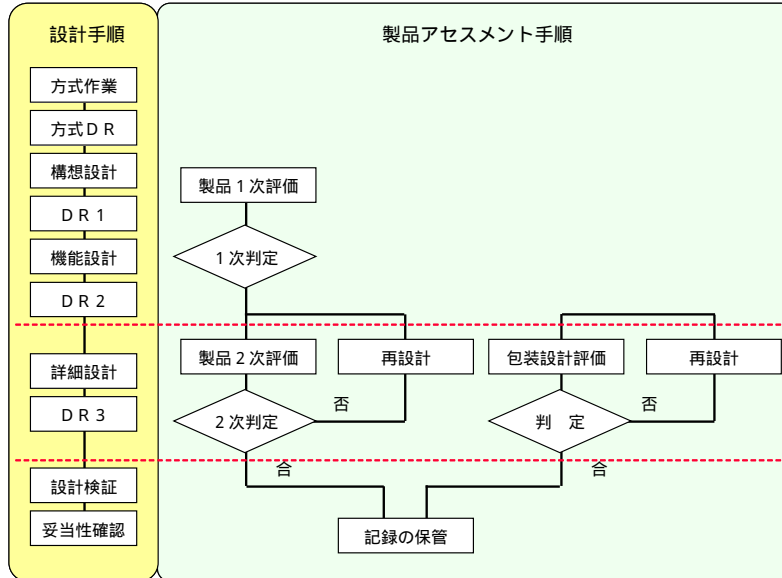 設計手順
製品アセスメント手順
方式作業
方式ＤＲ
構想設計
ＤＲ１
機能設計
ＤＲ２
詳細設計
ＤＲ３
設計検証
妥当性確認
製品１次評価
１次判定
製品２次評価
再設計
２次判定
否
合
包装設計評価
再設計
判　定
否
合
記録の保管